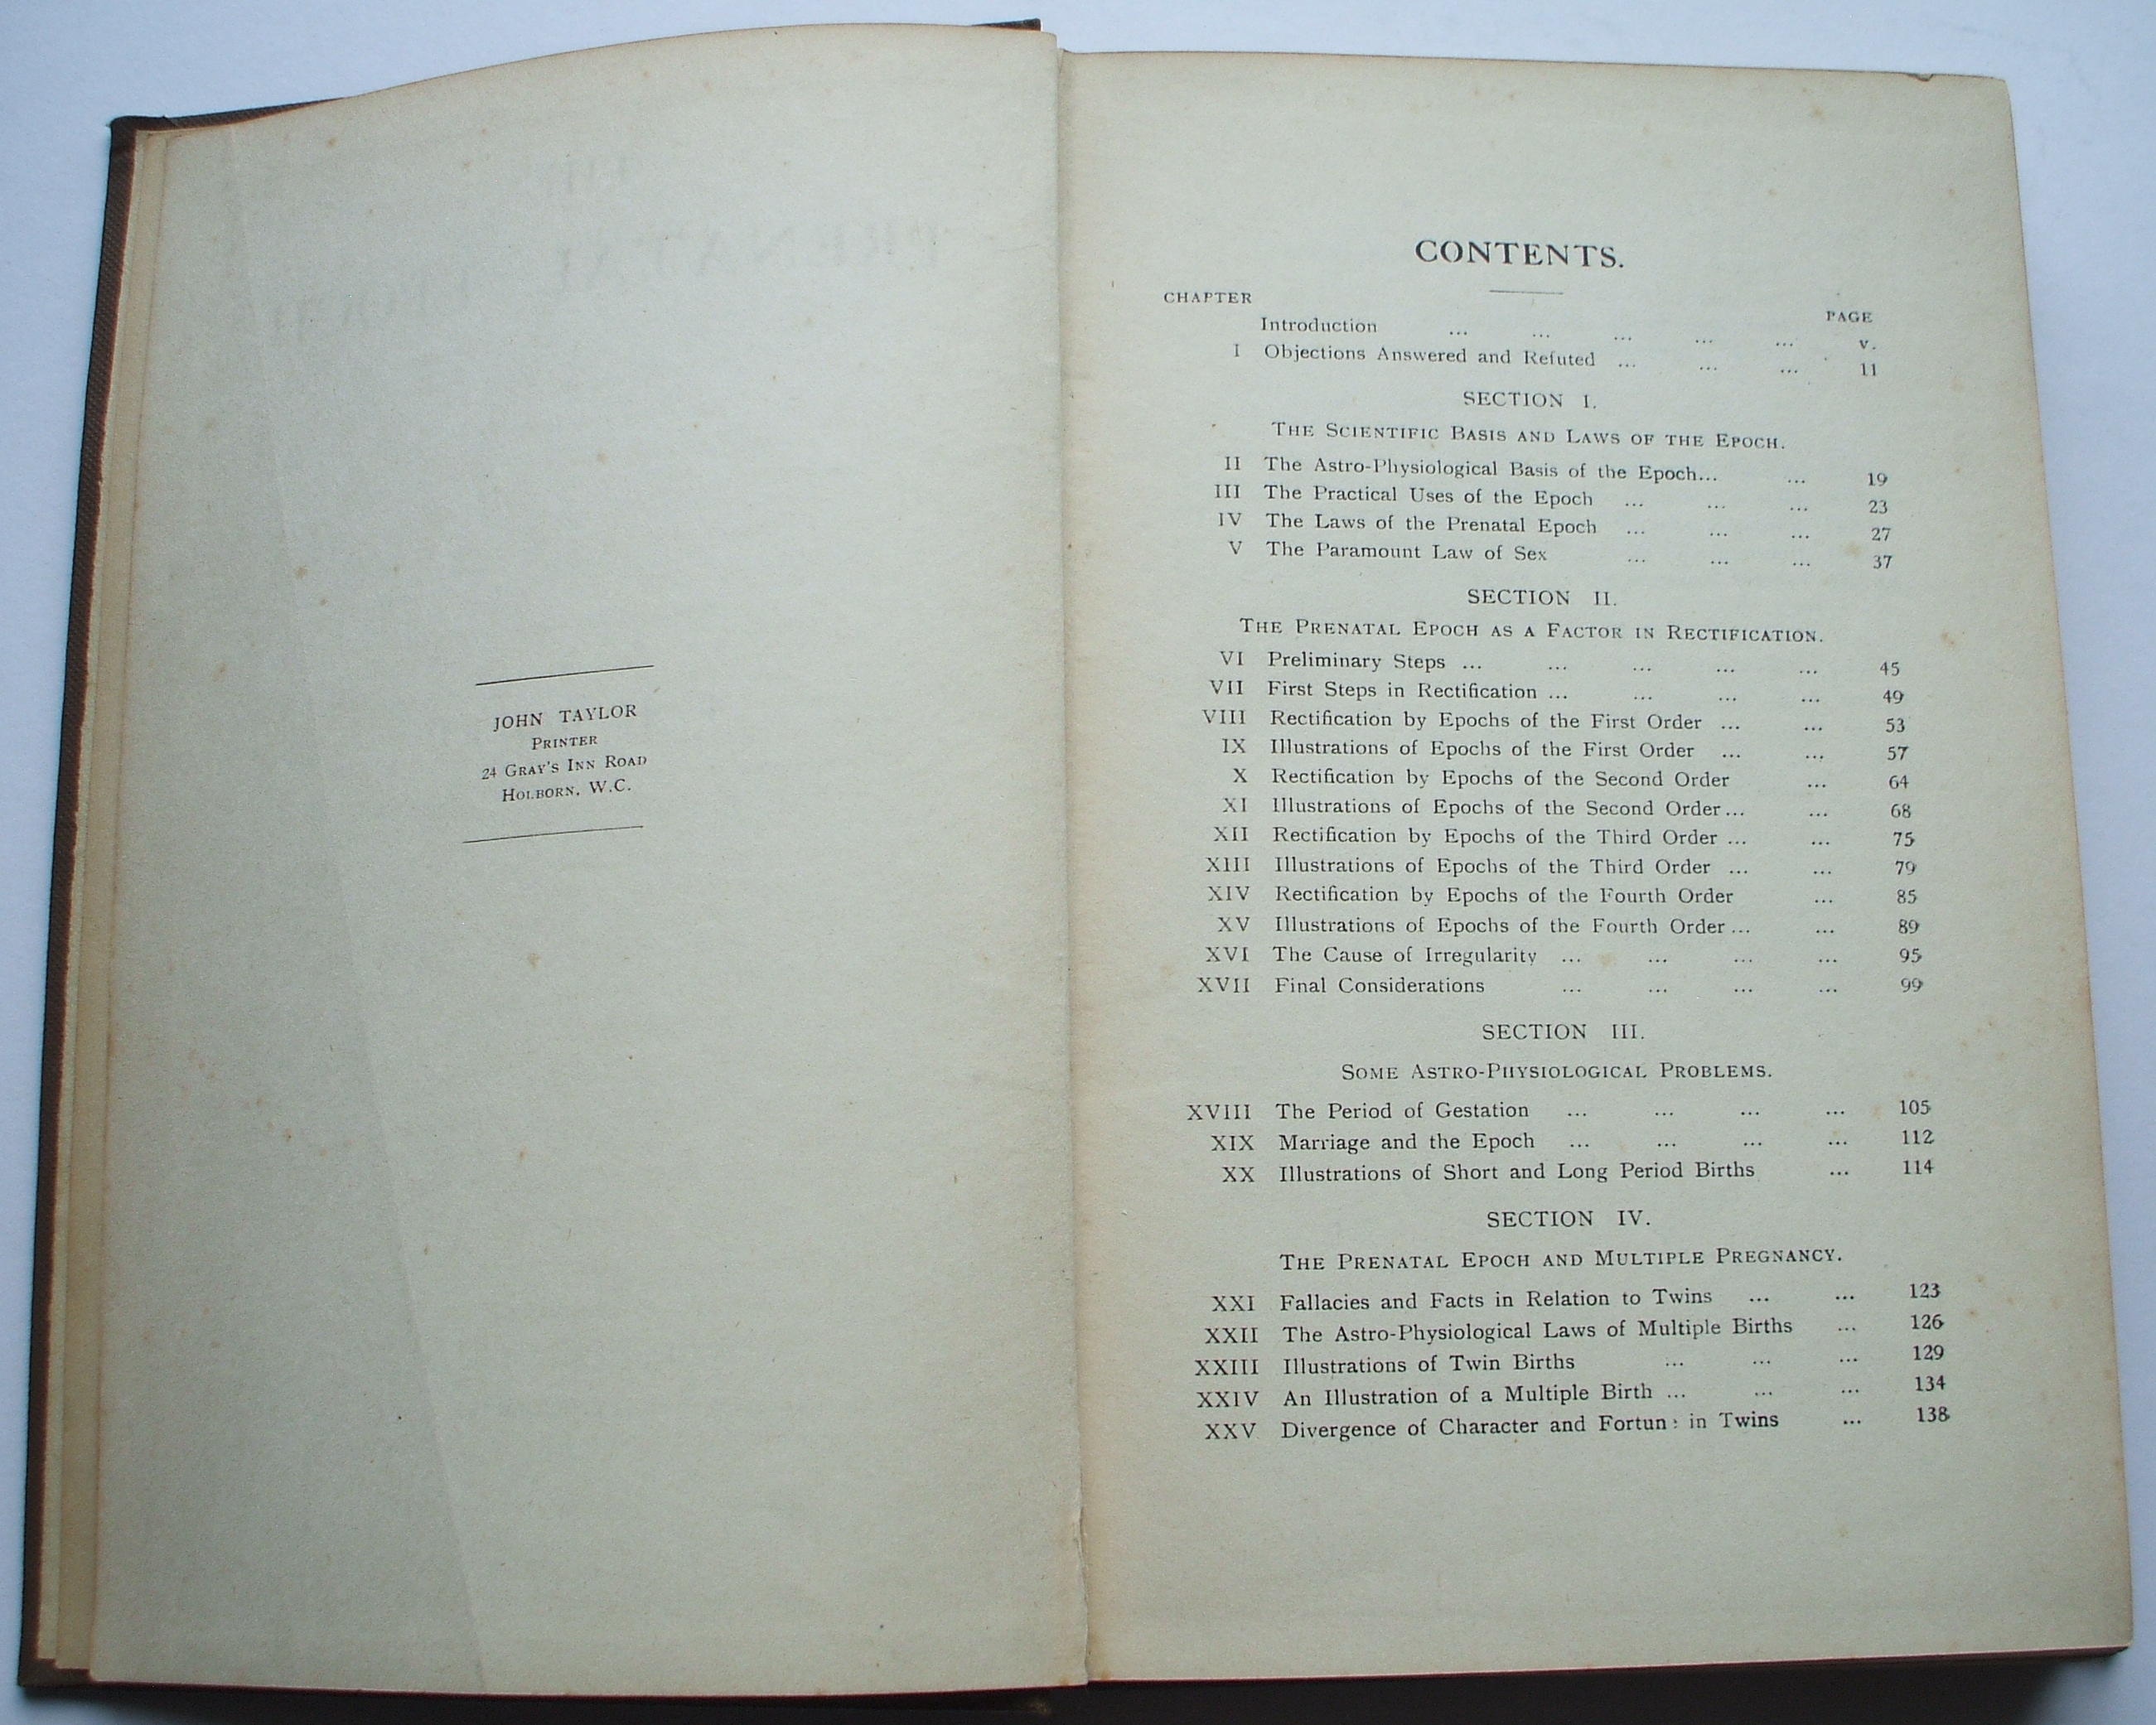 JOHN TAYLOR
PRINTER
24 GRAY'S INN ROAD
HOLBORN, W.C.
CONTENTS.
CHAPTER
PAGE
Introduction ... ... ... ... ... v.
I Objections Answered and Refuted ... ... ... 11
SECTION I.
THE SCIENTIFIC BASIS AND LAWS OF THE EPOCH.
II The Astro-Physiological Basis of the Epoch... ... 19
III The Practical Uses of the Epoch ... ... ... 23
IV The Laws of the Prenatal Epoch ... ... ... 27
V The Paramount Law of Sex ... ... ... 37
SECTION II.
THE PRENATAL EPOCH AS A FACTOR IN RECTIFICATION.
VI Preliminary Steps ... ... ... ... ... 45
VII First Steps in Rectification ... ... ... ... 49
VIII Rectification by Epochs of the First Order ... ... 53
IX Illustrations of Epochs of the First Order ... ... 57
X Rectification by Epochs of the Second Order ... 64
XI Illustrations of Epochs of the Second Order... ... 68
XII Rectification by Epochs of the Third Order ... ... 75
XIII Illustrations of Epochs of the Third Order ... ... 79
XIV Rectification by Epochs of the Fourth Order ... 85
XV Illustrations of Epochs of the Fourth Order... ... 89
XVI The Cause of Irregularity ... ... ... ... 95
XVII Final Considerations ... ... ... ... 99
SECTION III.
SOME ASTRO-PHYSIOLOGICAL PROBLEMS.
XVIII The Period of Gestation ... ... ... ... 105
XIX Marriage and the Epoch ... ... ... ... 112
XX Illustrations of Short and Long Period Births ... 114
SECTION IV.
THE PRENATAL EPOCH AND MULTIPLE PREGNANCY.
XXI Fallacies and Facts in Relation to Twins ... ... 123
XXII The Astro-Physiological Laws of Multiple Births ... 126
XXIII Illustrations of Twin Births ... ... ... 129
XXIV An Illustration of a Multiple Birth ... ... ... 134
XXV Divergence of Character and Fortune in Twins ... 138